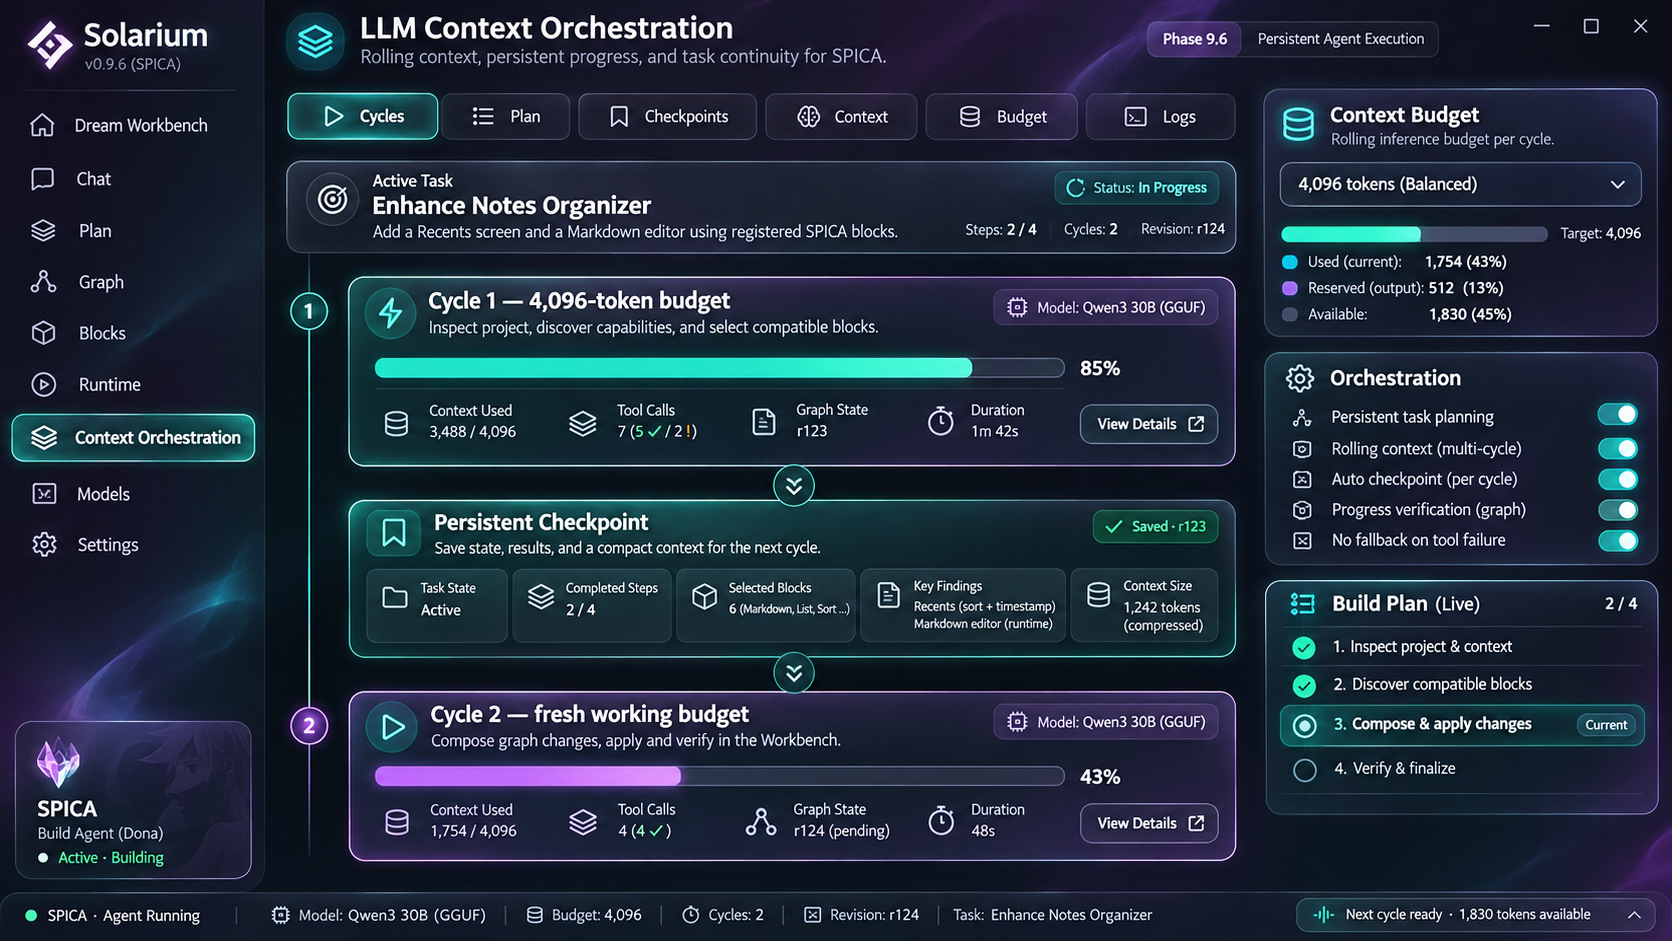 Solarium
v0.9.6 (SPICA)
Dream Workbench
Chat
Plan
Graph
Blocks
Runtime
Context Orchestration
Models
Settings
SPICA
Build Agent (Dona)
Active · Building
LLM Context Orchestration
Rolling context, persistent progress, and task continuity for SPICA.
Phase 9.6 Persistent Agent Execution
Cycles Plan Checkpoints Context Budget Logs
Active Task
Enhance Notes Organizer
Add a Recents screen and a Markdown editor using registered SPICA blocks.
Status: In Progress
Steps: 2 / 4 Cycles: 2 Revision: r124
1
Cycle 1 — 4,096-token budget
Inspect project, discover capabilities, and select compatible blocks.
Model: Qwen3 30B (GGUF)
85%
Context Used
3,488 / 4,096
Tool Calls
7 (5 ✓ / 2 !)
Graph State
r123
Duration
1m 42s
View Details
Persistent Checkpoint
Save state, results, and a compact context for the next cycle.
Saved · r123
Task State
Active
Completed Steps
2 / 4
Selected Blocks
6 (Markdown, List, Sort ...)
Key Findings
Recents (sort + timestamp)
Markdown editor (runtime)
Context Size
1,242 tokens
(compressed)
2
Cycle 2 — fresh working budget
Compose graph changes, apply and verify in the Workbench.
Model: Qwen3 30B (GGUF)
43%
Context Used
1,754 / 4,096
Tool Calls
4 (4 ✓ )
Graph State
r124 (pending)
Duration
48s
View Details
Context Budget
Rolling inference budget per cycle.
4,096 tokens (Balanced)
Target: 4,096
Used (current): 1,754 (43%)
Reserved (output): 512 (13%)
Available: 1,830 (45%)
Orchestration
Persistent task planning
Rolling context (multi-cycle)
Auto checkpoint (per cycle)
Progress verification (graph)
No fallback on tool failure
Build Plan (Live) 2 / 4
1. Inspect project & context
2. Discover compatible blocks
3. Compose & apply changes Current
4. Verify & finalize
SPICA · Agent Running Model: Qwen3 30B (GGUF) Budget: 4,096 Cycles: 2 Revision: r124 Task: Enhance Notes Organizer Next cycle ready · 1,830 tokens available